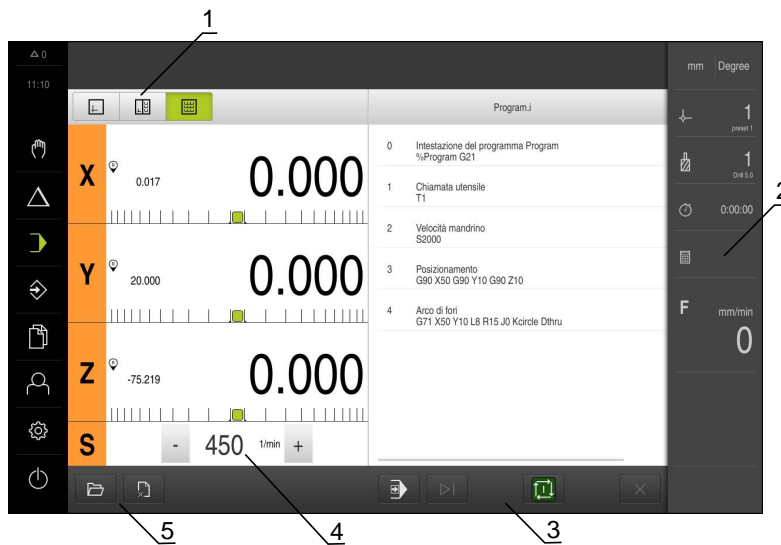 1
0
11:10
mm Degree
Program.i
1
preset 1
1
Drill 5.0
0:00:00
2
F mm/min
0
X R 0.017 0.000
Y R 20.000 0.000
Z R -75.219 0.000
S - 450 1/min +
0 Intestazione del programma Program
%Program G21
1 Chiamata utensile
T1
2 Velocità mandrino
S2000
3 Posizionamento
G90 X50 G90 Y10 G90 Z10
4 Arco di fori
G71 X50 Y10 L8 R15 J0 Kcircle Dthru
5
4
3